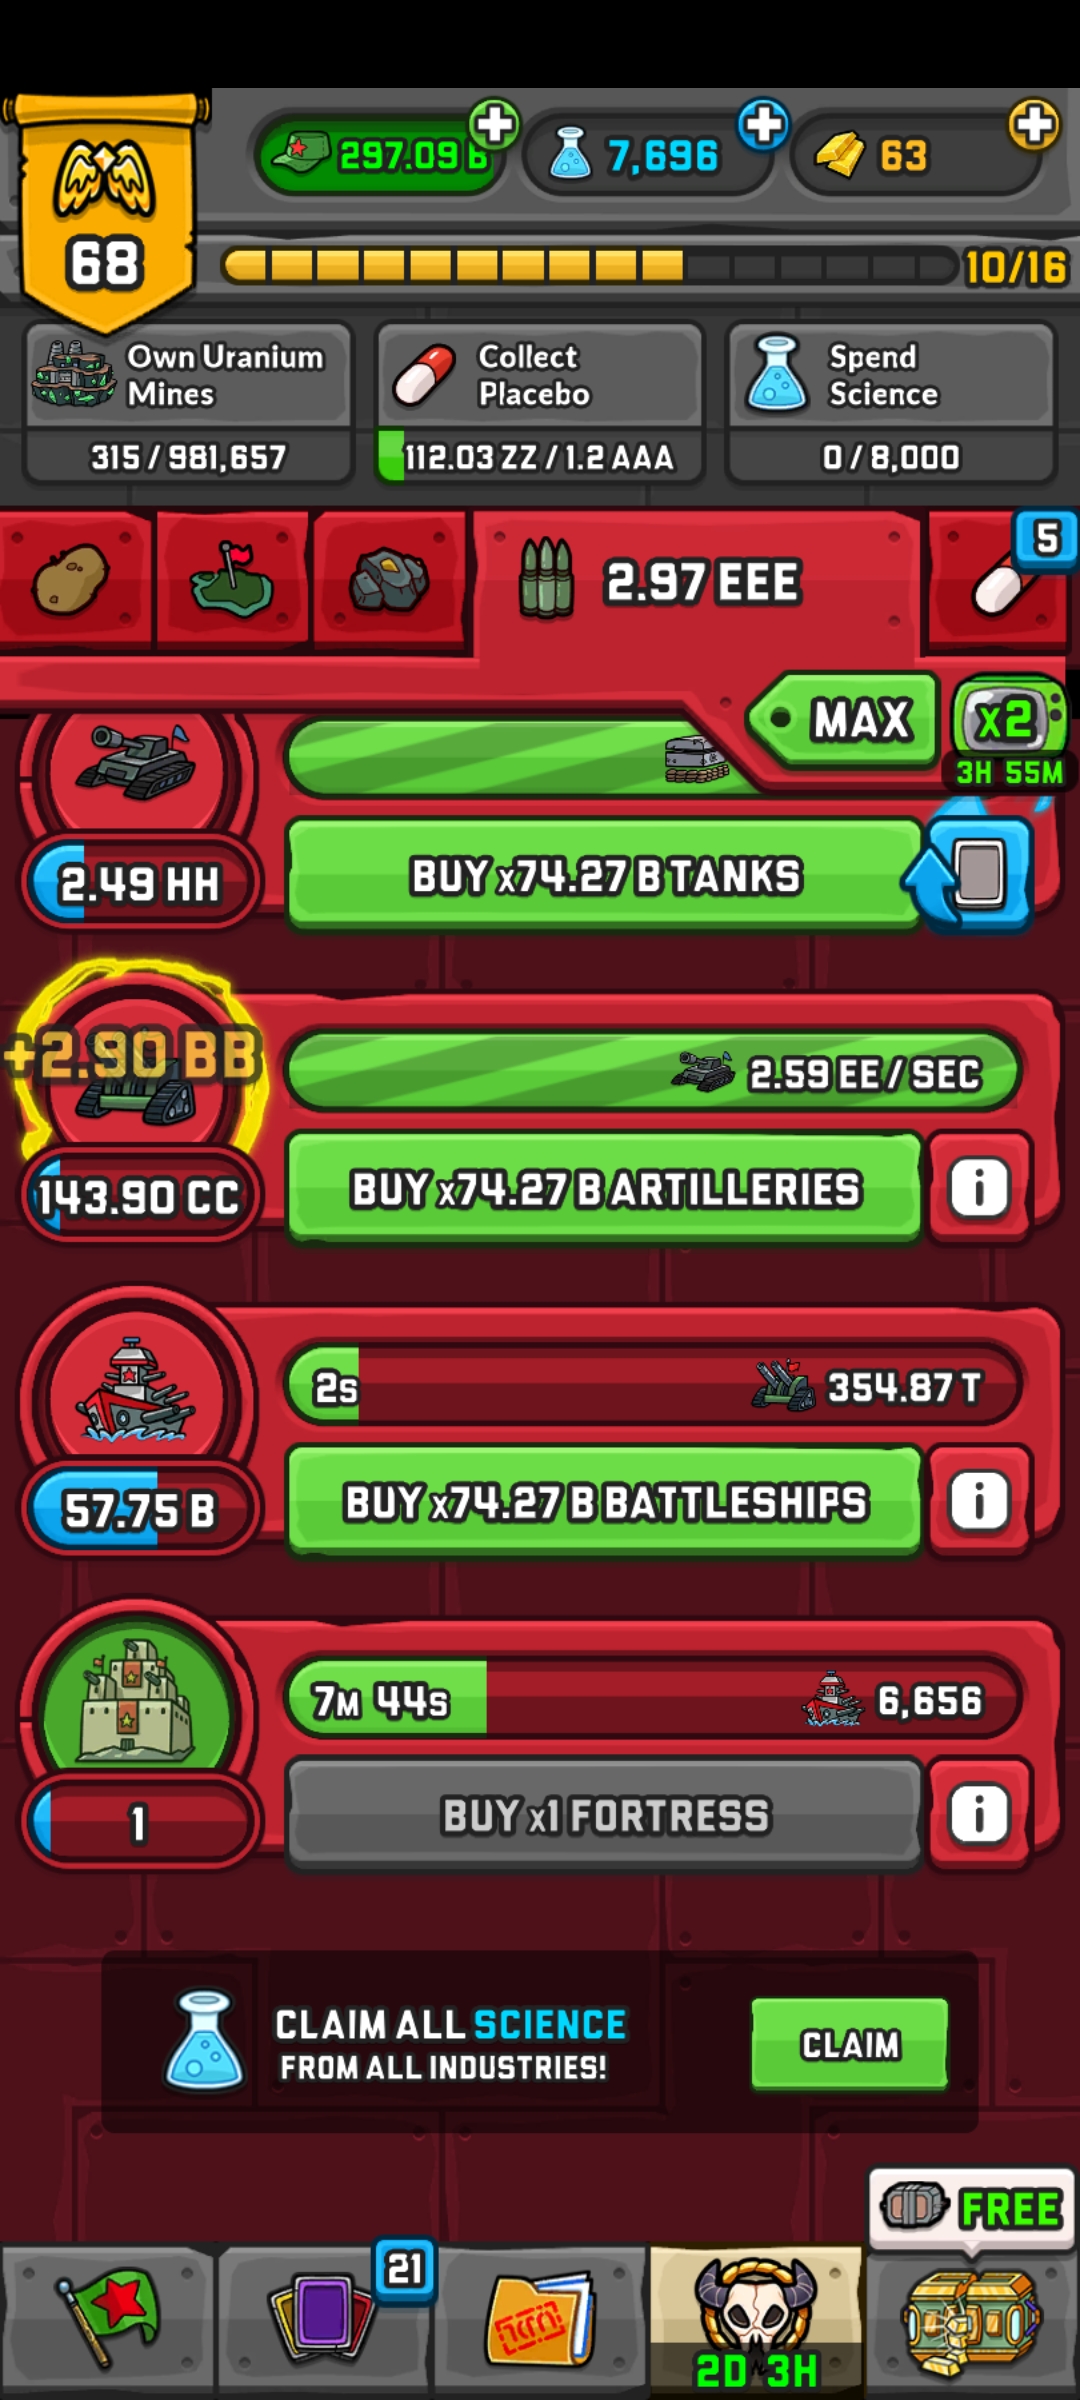 297.09 B
7,696
63
68
10/16
Own Uranium
Mines
Collect
Placebo
Spend
Science
315 / 981,657
112.03 ZZ / 1.2 AAA
0 / 8,000
2.97 EEE
5
MAX
x2
3H 55M
2.49 HH
BUY x74.27 B TANKS
+2.90 BB
2.59 EE / SEC
143.90 CC
BUY x74.27 B ARTILLERIES
i
2s
354.87 T
57.75 B
BUY x74.27 B BATTLESHIPS
i
7M 44s
6,656
1
BUY x1 FORTRESS
i
CLAIM ALL SCIENCE
FROM ALL INDUSTRIES!
CLAIM
FREE
21
2D 3H